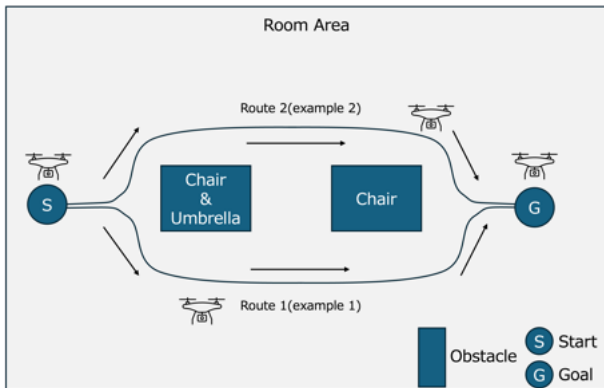 Room Area
Route 2(example 2)
Chair
&
Umbrella
Chair
S
G
Route 1(example 1)
Obstacle
S
Start
G
Goal